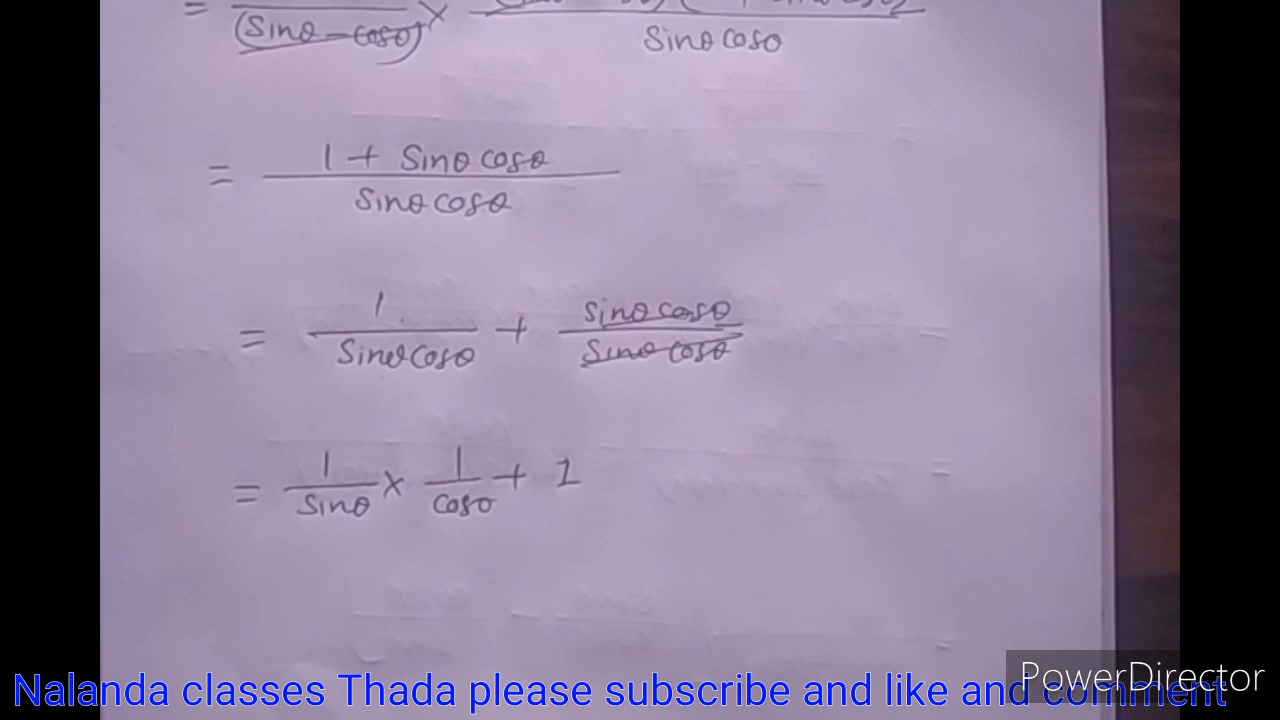 = (sinθ - cosθ) × sinθ cosθ
= 1 + sinθ cosθ / sinθ cosθ
= 1 / sinθ cosθ + sinθ cosθ / sinθ cosθ
= 1 / sinθ × 1 / cosθ + 1
PowerDirector
Nalanda classes Thada please subscribe and like and comment